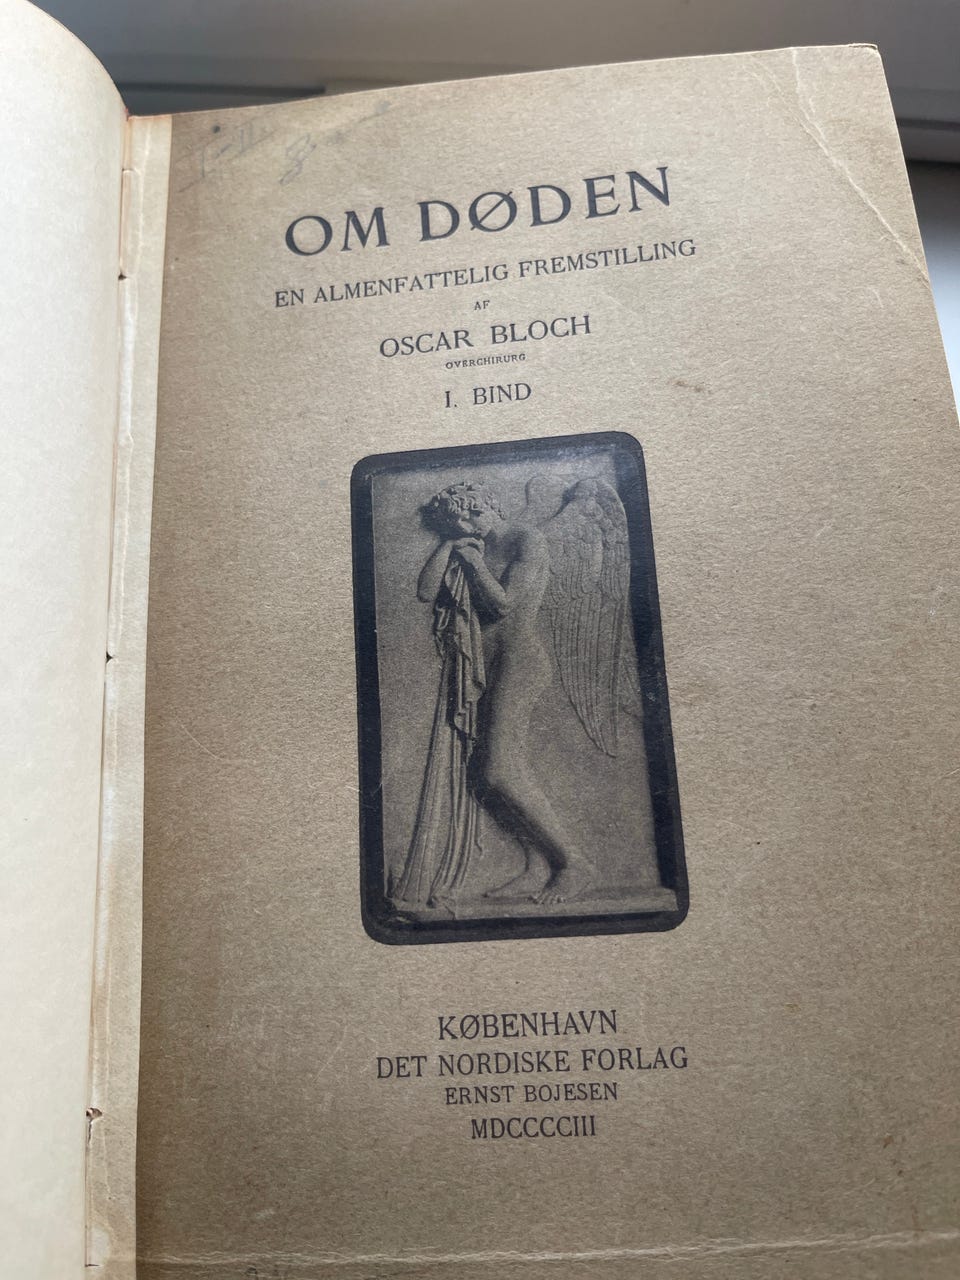 OM DØDEN
EN ALMENFATTELIG FREMSTILLING
AF
OSCAR BLOCH
OVERCHIRURG
I. BIND
KØBENHAVN
DET NORDISKE FORLAG
ERNST BOJESEN
MDCCCCIII